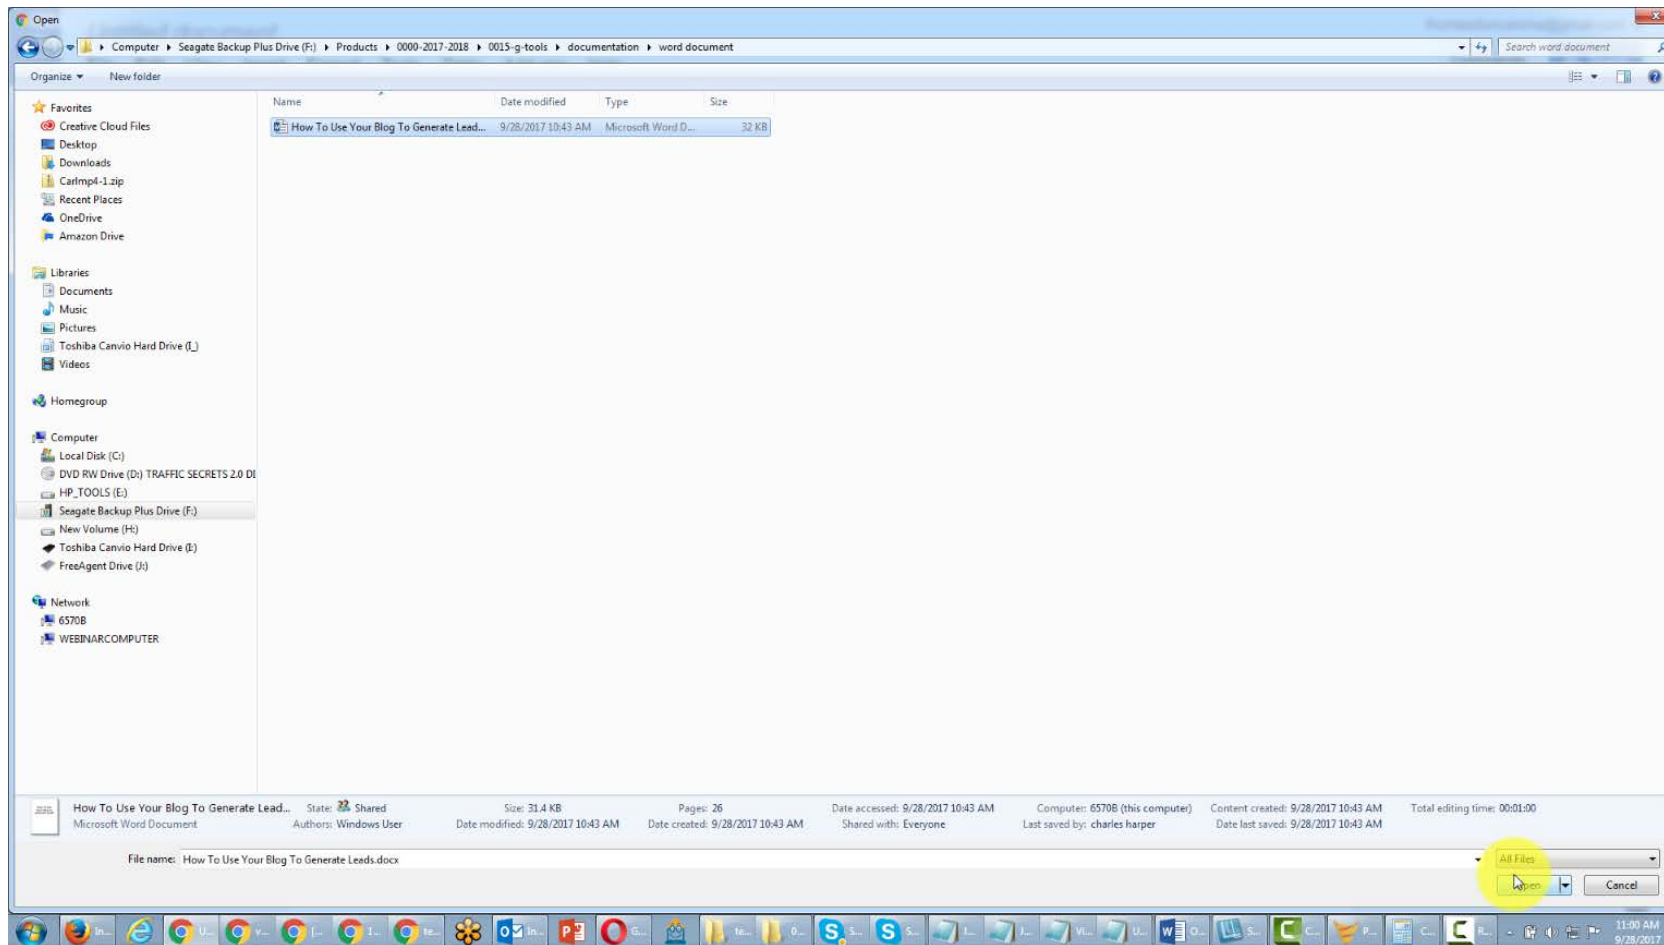 Open
Computer ▸ Seagate Backup Plus Drive (F:) ▸ Products ▸ 0000-2017-2018 ▸ 0015-g-tools ▸ documentation ▸ word document
Search word document
Organize
New folder
Name Date modified Type Size
How To Use Your Blog To Generate Lead... 9/28/2017 10:43 AM Microsoft Word D... 32 KB
Favorites
Creative Cloud Files
Desktop
Downloads
CarImp4-1.zip
Recent Places
OneDrive
Amazon Drive
Libraries
Documents
Music
Pictures
Toshiba Canvio Hard Drive (I_)
Videos
Homegroup
Computer
Local Disk (C:)
DVD RW Drive (D:) TRAFFIC SECRETS 2.0 DI
HP_TOOLS (E:)
Seagate Backup Plus Drive (F:)
New Volume (H:)
Toshiba Canvio Hard Drive (I:)
FreeAgent Drive (J:)
Network
6570B
WEBINARCOMPUTER
How To Use Your Blog To Generate Lead... State: Shared Size: 31.4 KB Pages: 26 Date accessed: 9/28/2017 10:43 AM Computer: 6570B (this computer) Content created: 9/28/2017 10:43 AM Total editing time: 00:01:00
Microsoft Word Document Authors: Windows User Date modified: 9/28/2017 10:43 AM Date created: 9/28/2017 10:43 AM Shared with: Everyone Last saved by: charles harper Date last saved: 9/28/2017 10:43 AM
File name: How To Use Your Blog To Generate Leads.docx
All Files
Open Cancel
11:00 AM
9/28/2017